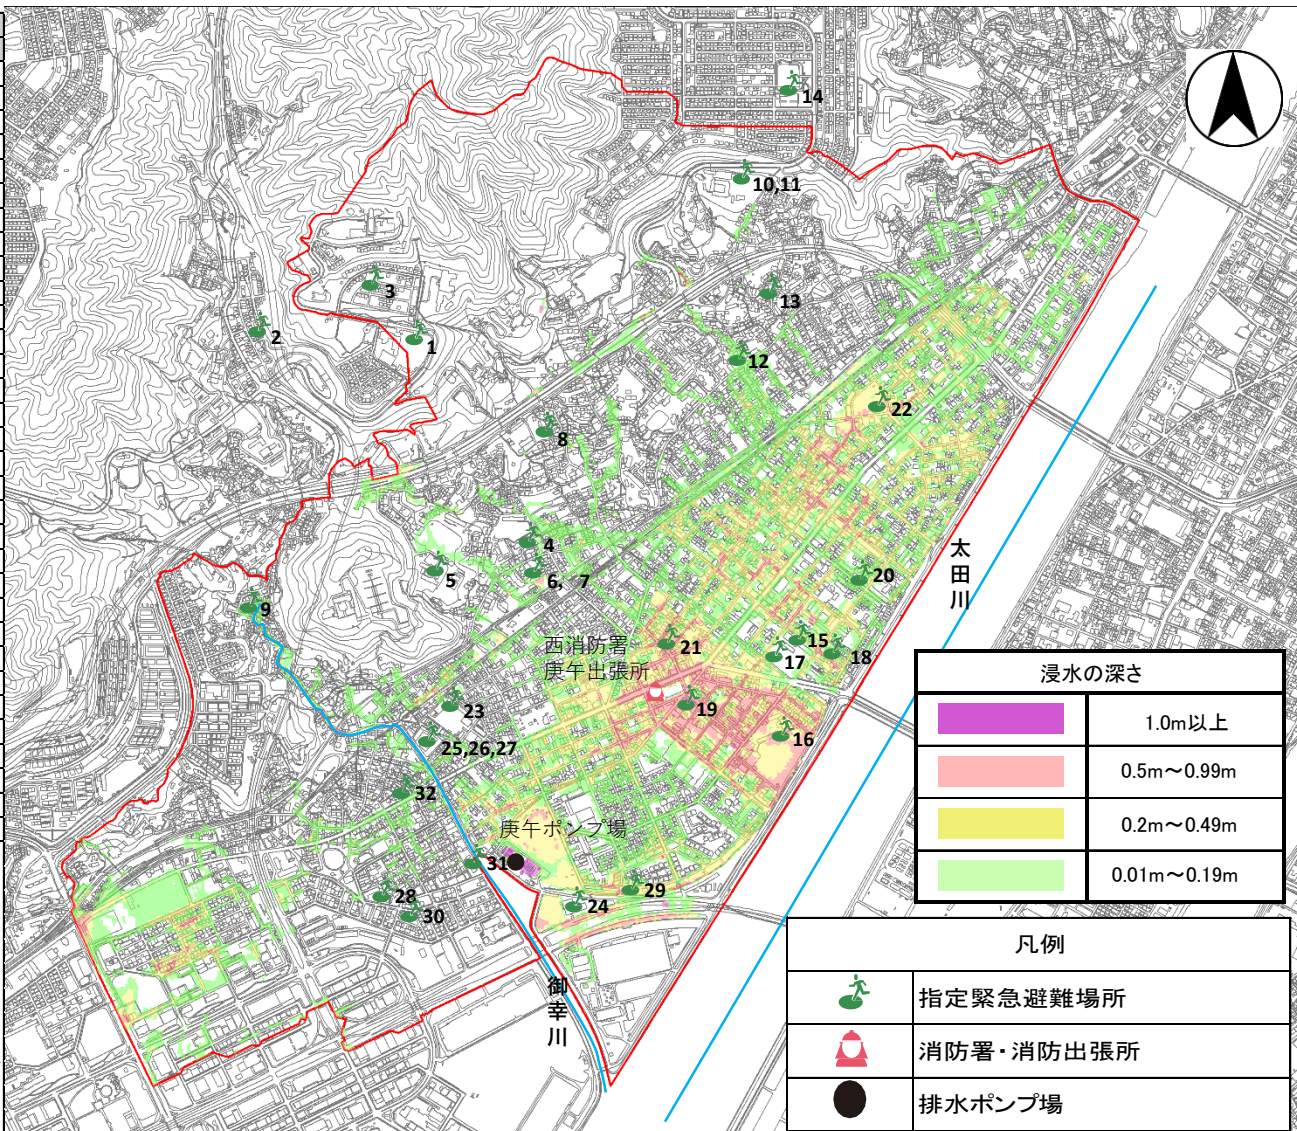 14
10,11
3
13
2
1
12
22
8
4
5
6，7
太田川
20
9
15
西消防署
庚午出張所
21
17
18
23
19
16
25,26,27
32
庚午ポンプ場
31
29
28
24
30
御幸川
浸水の深さ
1.0m以上
0.5m～0.99m
0.2m～0.49m
0.01m～0.19m
凡例
指定緊急避難場所
消防署・消防出張所
排水ポンプ場